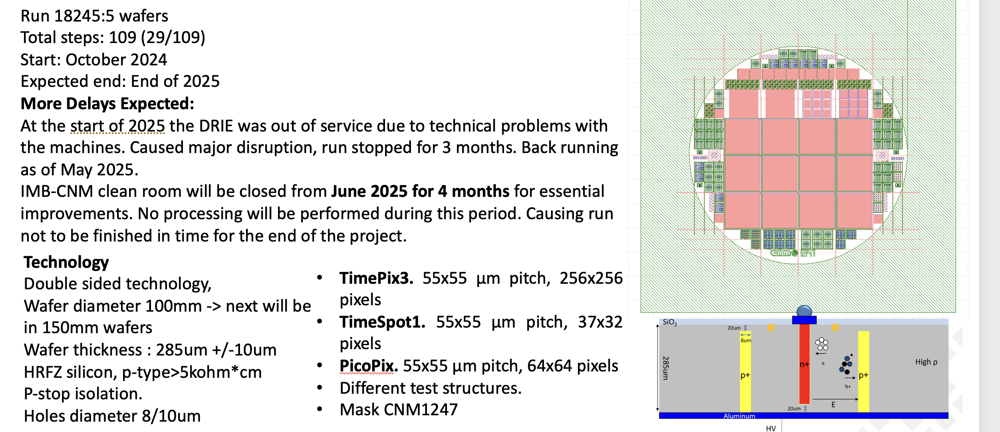 Run 18245:5 wafers
Total steps: 109 (29/109)
Start: October 2024
Expected end: End of 2025
More Delays Expected:
At the start of 2025 the DRIE was out of service due to technical problems with
the machines. Caused major disruption, run stopped for 3 months. Back running
as of May 2025.
IMB-CNM clean room will be closed from June 2025 for 4 months for essential
improvements. No processing will be performed during this period. Causing run
not to be finished in time for the end of the project.
Technology
Double sided technology,
Wafer diameter 100mm -> next will be
in 150mm wafers
Wafer thickness : 285um +/-10um
HRFZ silicon, p-type>5kohm*cm
P-stop isolation.
Holes diameter 8/10um
• TimePix3. 55x55 µm pitch, 256x256
pixels
• TimeSpot1. 55x55 µm pitch, 37x32
pixels
• PicoPix. 55x55 µm pitch, 64x64 pixels
• Different test structures.
• Mask CNM1247
cnm 1247
SiO₂
20um
8um
285um
n+
e
p+
p+
h+
High ρ
E
20um
Aluminum
HV